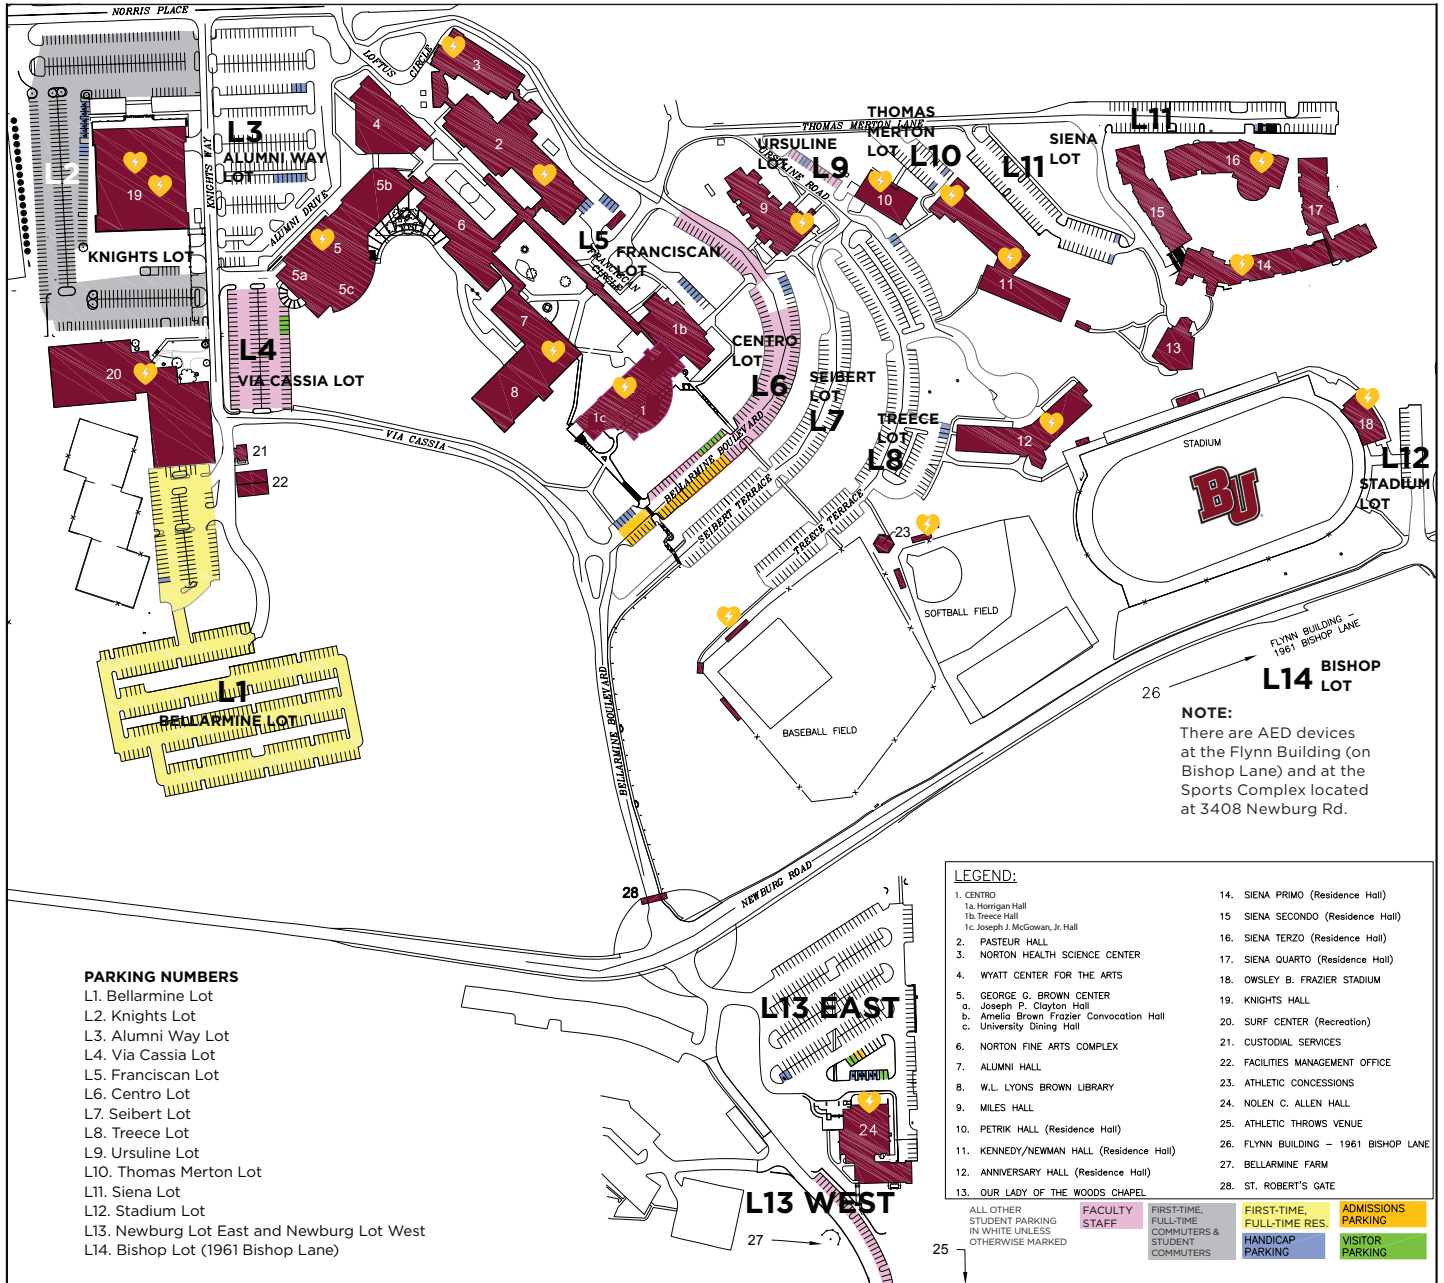 NORRIS PLACE
LOFTUS
CIRCLE
3
4
2
THOMAS MERTON LANE
THOMAS
MERTON
LOT
L10
URSULINE
LOT
L9
URSULINE ROAD
L11
SIENA
LOT
L11
16
L2
L3
ALUMNI WAY
LOT
KNIGHTS WAY
19
5b
6
9
10
15
17
ALUMNI DRIVE
5
5a
5c
KNIGHTS LOT
L5
FRANCISCAN
LOT
FRANCISCAN
CIRCLE
11
14
7
1b
13
L4
VIA CASSIA LOT
20
8
1c
1
CENTRO
LOT
L6
SEIBERT
LOT
L7
TREECE
LOT
L8
12
STADIUM
BU
18
L12
STADIUM
LOT
VIA CASSIA
21
22
BELLARMINE BOULEVARD
SEIBERT TERRACE
TREECE TERRACE
23
SOFTBALL FIELD
BASEBALL FIELD
L1
BELLARMINE LOT
BELLARMINE BOULEVARD
FLYNN BUILDING –
1961 BISHOP LANE
26
L14 BISHOP
LOT
NOTE:
There are AED devices
at the Flynn Building (on
Bishop Lane) and at the
Sports Complex located
at 3408 Newburg Rd.
28
NEWBURG ROAD
L13 EAST
24
L13 WEST
27
25
PARKING NUMBERS
L1. Bellarmine Lot
L2. Knights Lot
L3. Alumni Way Lot
L4. Via Cassia Lot
L5. Franciscan Lot
L6. Centro Lot
L7. Seibert Lot
L8. Treece Lot
L9. Ursuline Lot
L10. Thomas Merton Lot
L11. Siena Lot
L12. Stadium Lot
L13. Newburg Lot East and Newburg Lot West
L14. Bishop Lot (1961 Bishop Lane)
LEGEND:
1. CENTRO
1a. Horrigan Hall
1b. Treece Hall
1c. Joseph J. McGowan, Jr. Hall
2. PASTEUR HALL
3. NORTON HEALTH SCIENCE CENTER
4. WYATT CENTER FOR THE ARTS
5. GEORGE G. BROWN CENTER
a. Joseph P. Clayton Hall
b. Amelia Brown Frazier Convocation Hall
c. University Dining Hall
6. NORTON FINE ARTS COMPLEX
7. ALUMNI HALL
8. W.L. LYONS BROWN LIBRARY
9. MILES HALL
10. PETRIK HALL (Residence Hall)
11. KENNEDY/NEWMAN HALL (Residence Hall)
12. ANNIVERSARY HALL (Residence Hall)
13. OUR LADY OF THE WOODS CHAPEL
14. SIENA PRIMO (Residence Hall)
15 SIENA SECONDO (Residence Hall)
16. SIENA TERZO (Residence Hall)
17. SIENA QUARTO (Residence Hall)
18. OWSLEY B. FRAZIER STADIUM
19. KNIGHTS HALL
20. SURF CENTER (Recreation)
21. CUSTODIAL SERVICES
22. FACILITIES MANAGEMENT OFFICE
23. ATHLETIC CONCESSIONS
24. NOLEN C. ALLEN HALL
25. ATHLETIC THROWS VENUE
26. FLYNN BUILDING – 1961 BISHOP LANE
27. BELLARMINE FARM
28. ST. ROBERT'S GATE
ALL OTHER
STUDENT PARKING
IN WHITE UNLESS
OTHERWISE MARKED
FACULTY
STAFF
FIRST-TIME,
FULL-TIME
COMMUTERS &
STUDENT
COMMUTERS
FIRST-TIME,
FULL-TIME RES.
HANDICAP
PARKING
ADMISSIONS
PARKING
VISITOR
PARKING